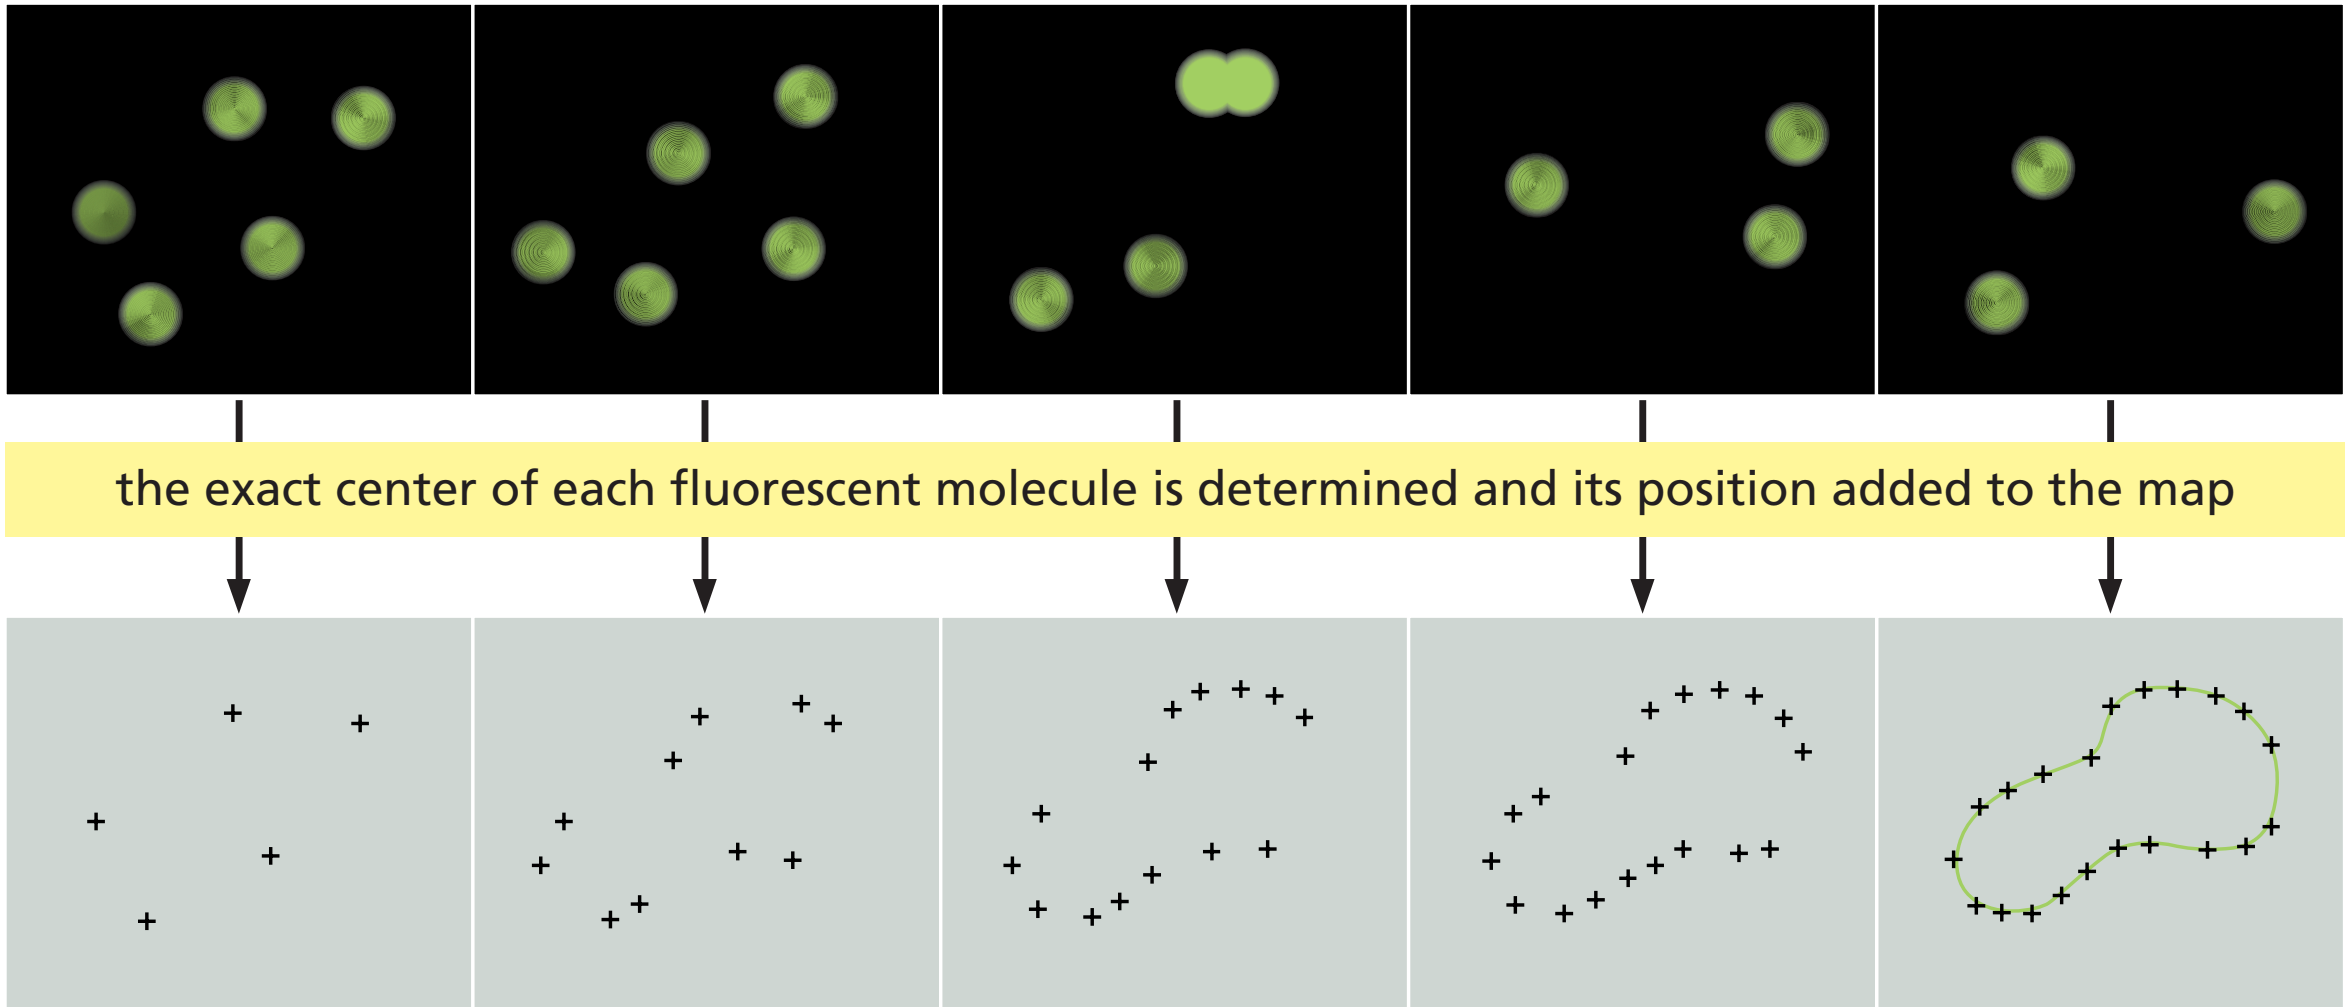 the exact center of each fluorescent molecule is determined and its position added to the map